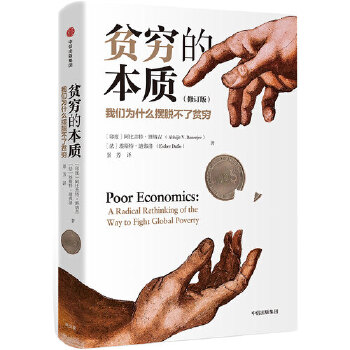 中信出版集团
贫穷的本质
我们为什么摆脱不了贫穷
贫穷的
本质
(修订版)
我们为什么摆脱不了贫穷
[印度] 阿比吉特·班纳吉 (Abhijit V. Banerjee)
[法] 埃斯特·迪弗洛 (Esther Duflo)
著
景芳 译
Poor Economics:
A Radical Rethinking of the
Way to Fight Global Poverty
中信出版集团